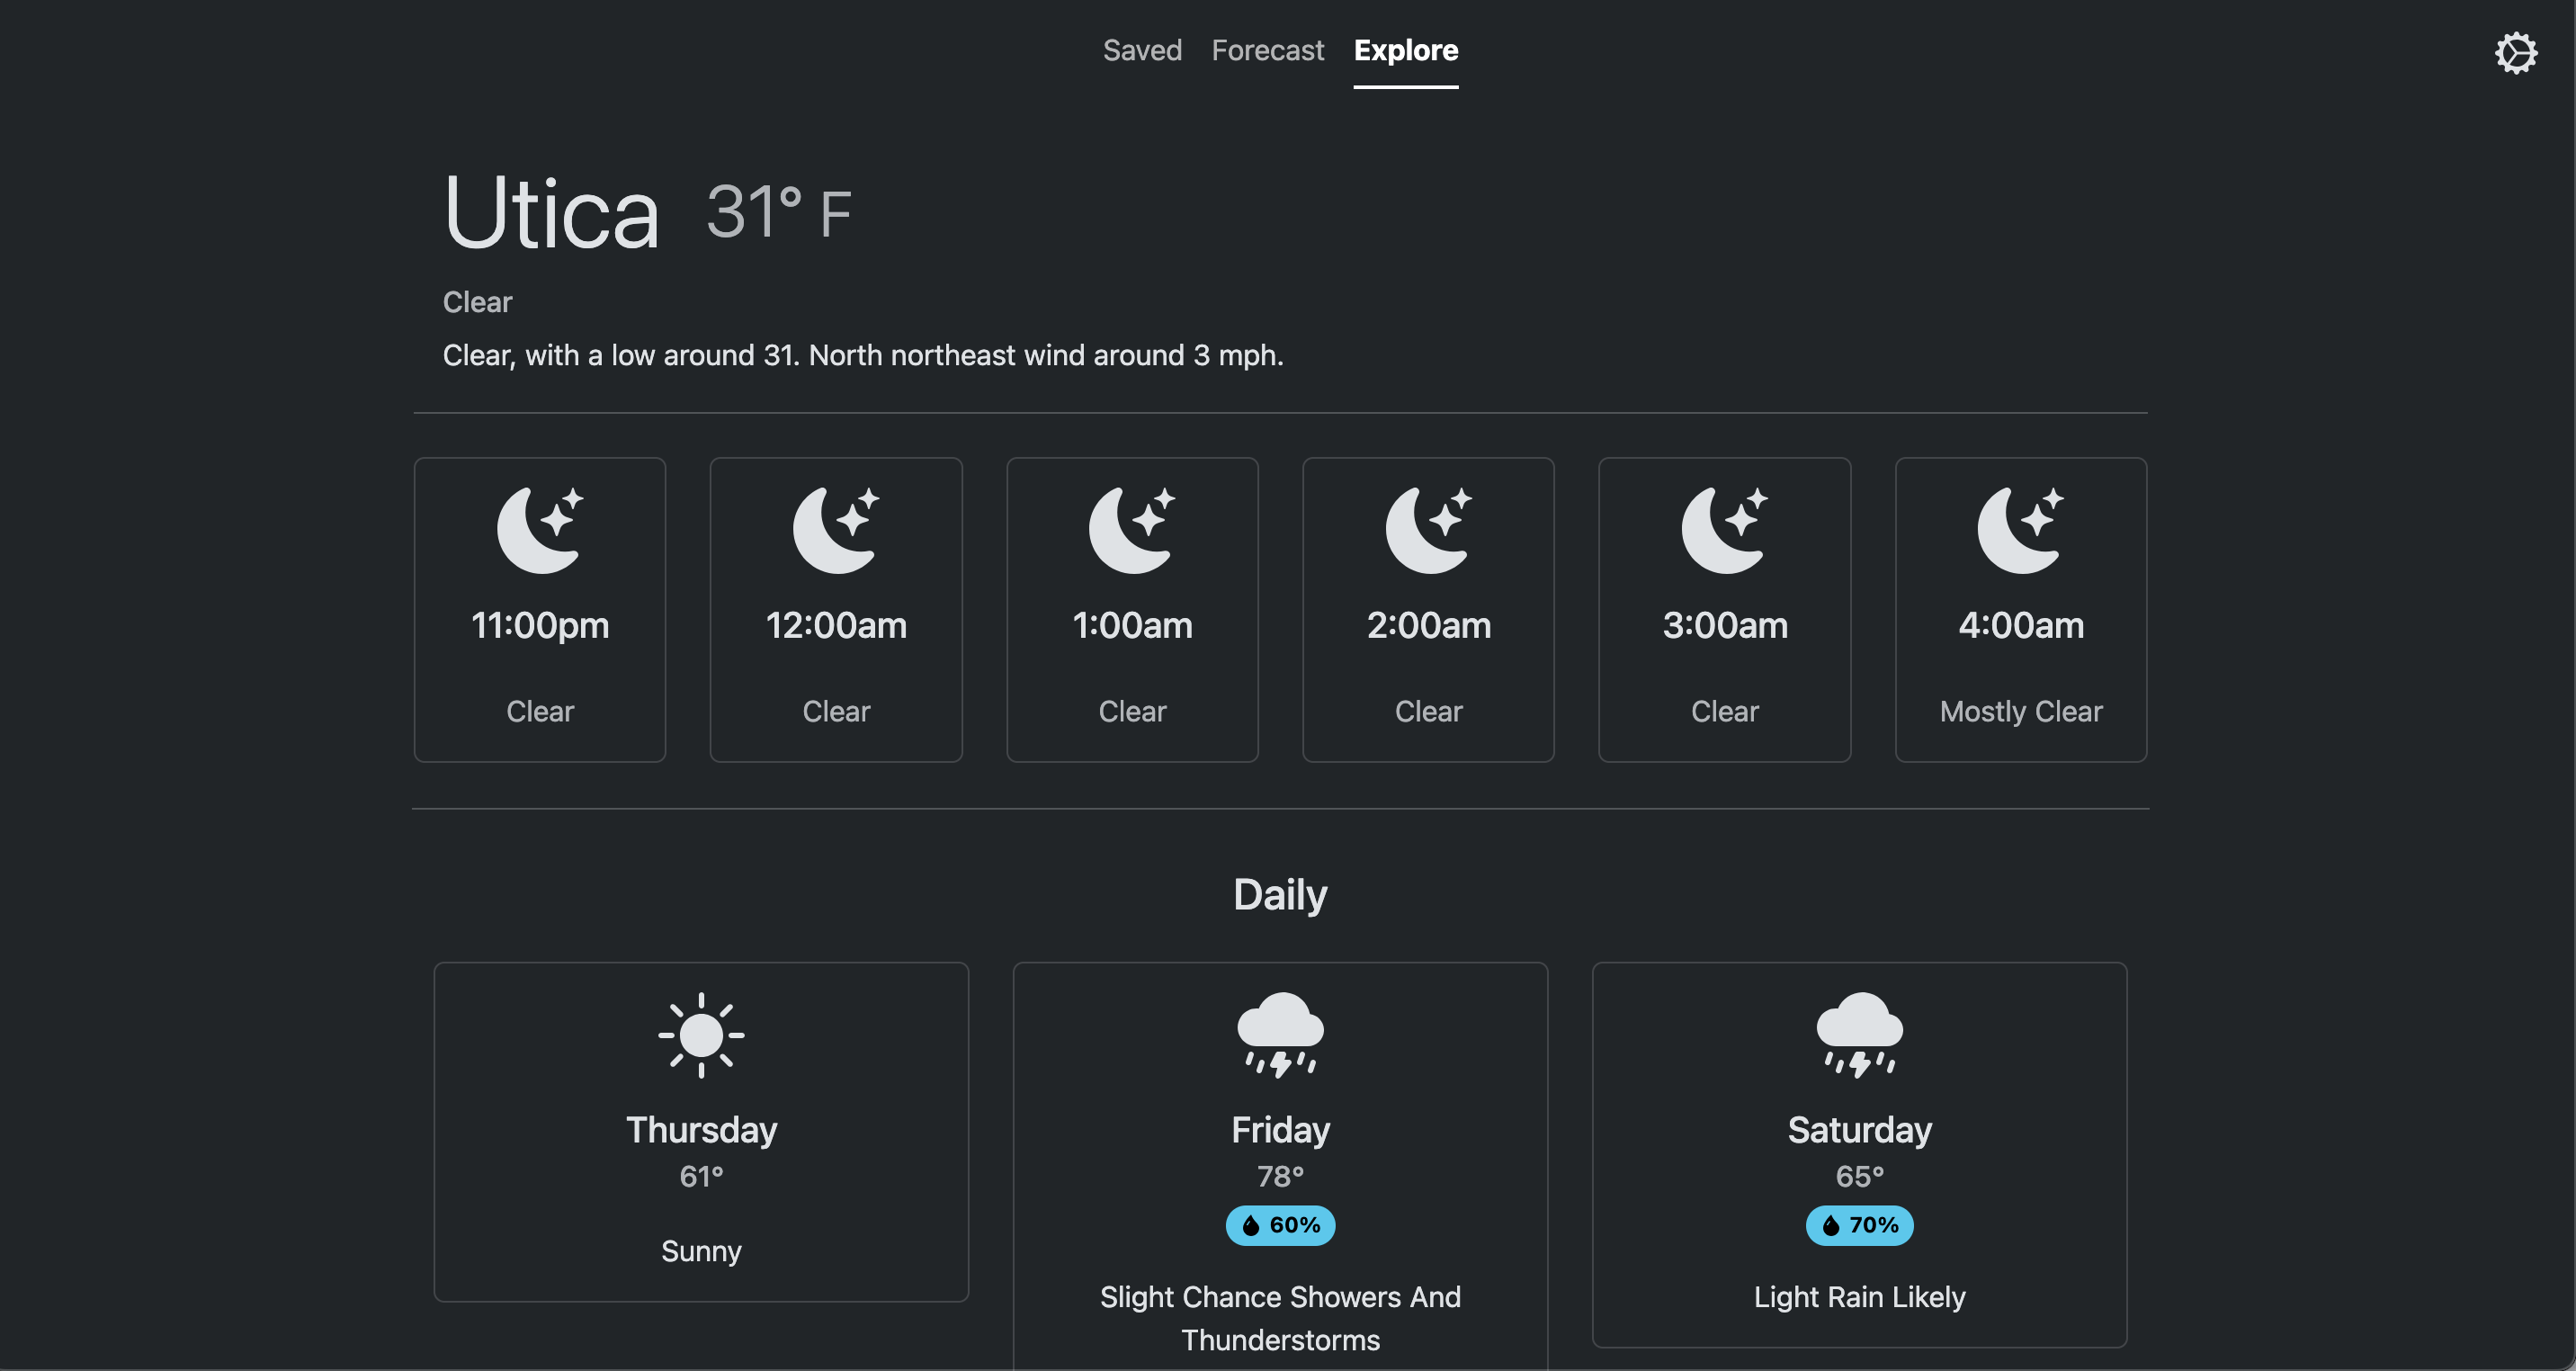 Saved Forecast Explore
Utica 31° F
Clear
Clear, with a low around 31. North northeast wind around 3 mph.
11:00pm
Clear
12:00am
Clear
1:00am
Clear
2:00am
Clear
3:00am
Clear
4:00am
Mostly Clear
Daily
Thursday
61°
Sunny
Friday
78°
60%
Slight Chance Showers And
Thunderstorms
Saturday
65°
70%
Light Rain Likely